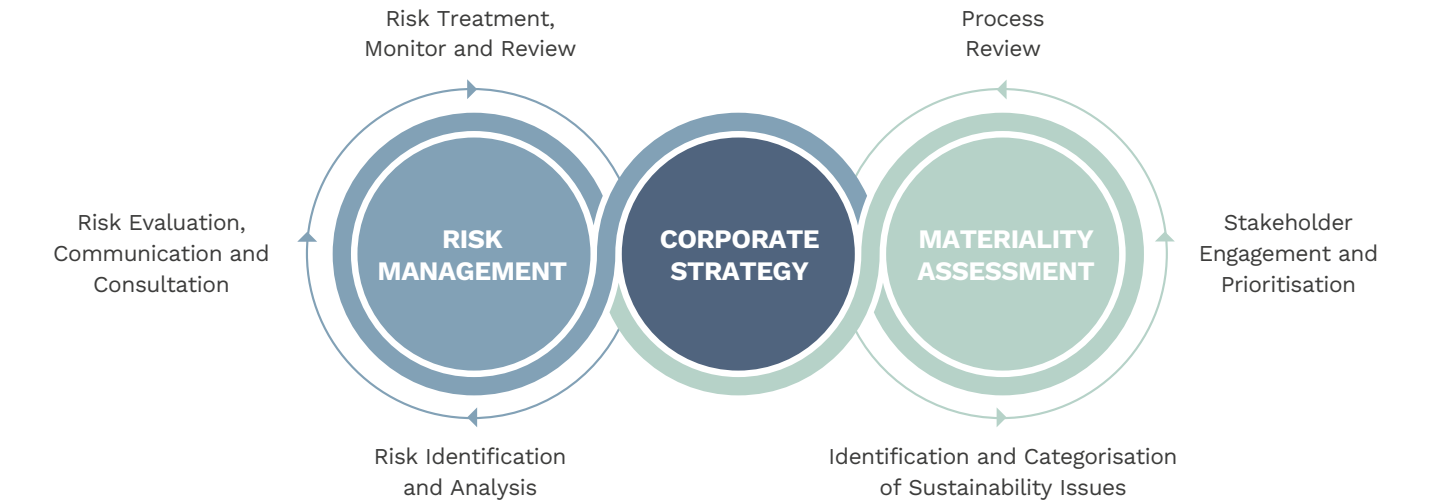 Risk Treatment,
Monitor and Review
Process
Review
Risk Evaluation,
Communication and
Consultation
RISK
MANAGEMENT
CORPORATE
STRATEGY
MATERIALITY
ASSESSMENT
Stakeholder
Engagement and
Prioritisation
Risk Identification
and Analysis
Identification and Categorisation
of Sustainability Issues